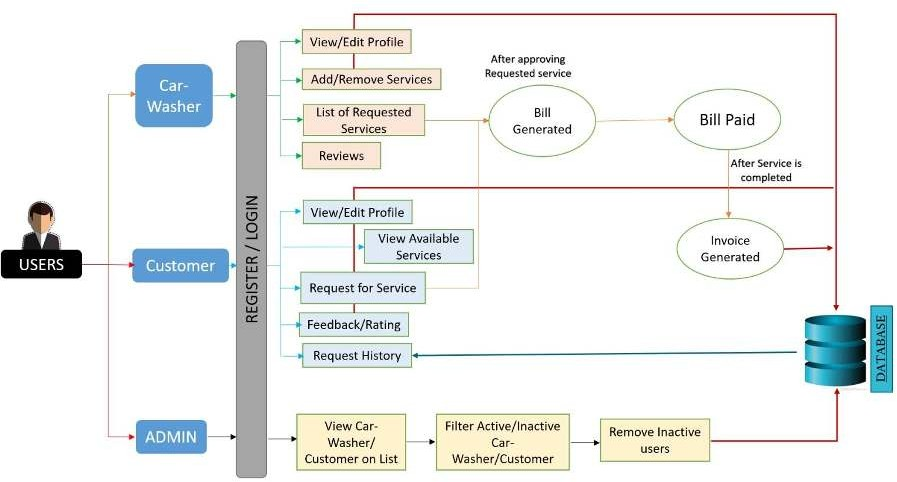 View/Edit Profile
After approving
Requested service
Car-
Washer
Add/Remove Services
List of Requested
Services
Bill
Generated
Bill Paid
Reviews
After Service is
completed
REGISTER / LOGIN
View/Edit Profile
View Available
Services
Invoice
Generated
USERS
Customer
Request for Service
Feedback/Rating
Request History
DATABASE
ADMIN
View Car-
Washer/
Customer on List
Filter Active/Inactive
Car-
Washer/Customer
Remove Inactive
users